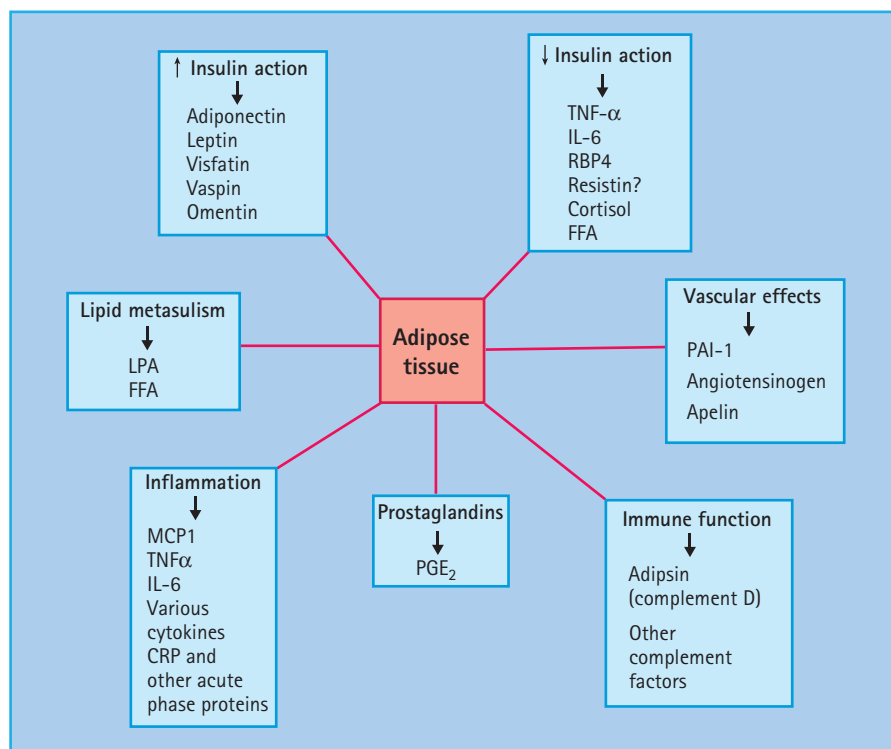 ↑ Insulin action
Adiponectin
Leptin
Visfatin
Vaspin
Omentin
↓ Insulin action
TNF-α
IL-6
RBP4
Resistin?
Cortisol
FFA
Lipid metasulism
LPA
FFA
Adipose
tissue
Vascular effects
PAI-1
Angiotensinogen
Apelin
Inflammation
MCP1
TNFα
IL-6
Various
cytokines
CRP and
other acute
phase proteins
Prostaglandins
PGE₂
Immune function
Adipsin
(complement D)
Other
complement
factors